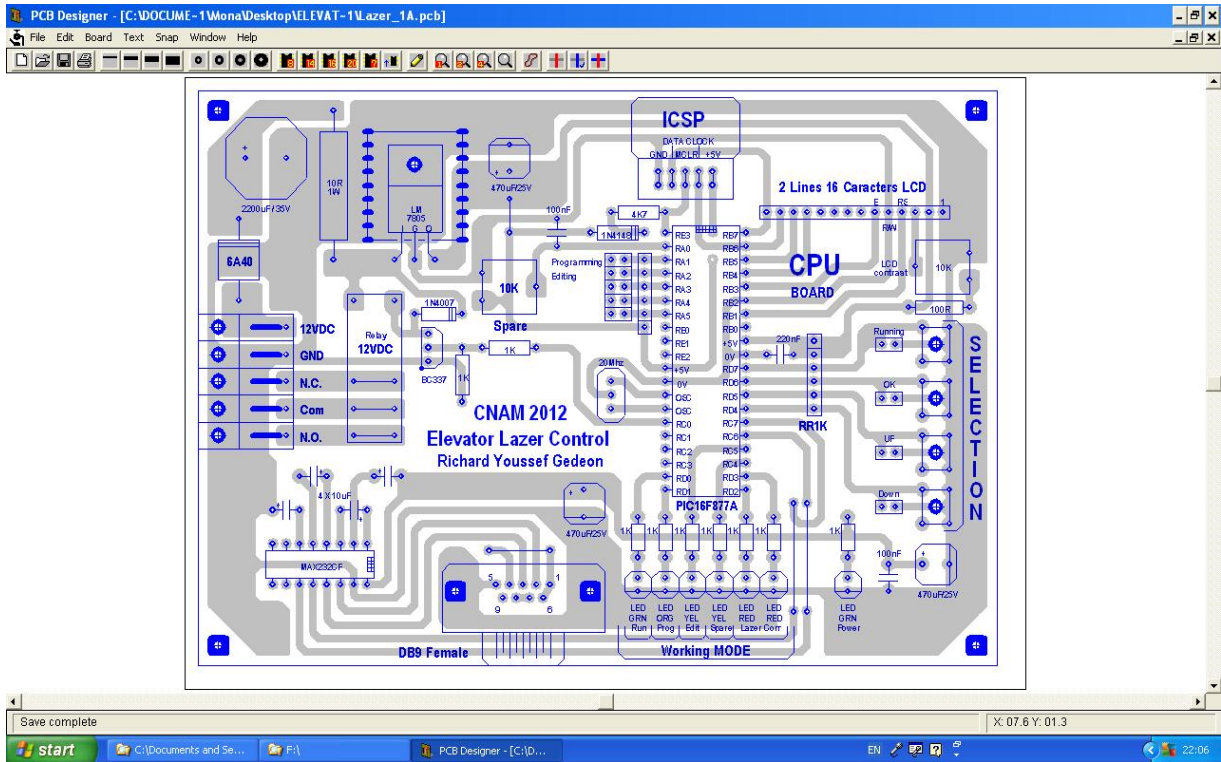 PCB Designer - [C:\DOCUME~1\Mona\Desktop\ELEVAT~1\Lazer_1A.pcb]
File Edit Board Text Snap Window Help
ICSP
DATA CLOCK
GND MCLR +5V
2 Lines 16 Caracters LCD
E RS 1
R/W
10R
1W
LM
7805
G O
470uF/25V
2200uF/35V
100nF
4K7
1N4148
6A40
Programming
Editing
10K
Spare
1N4007
Relay
12VDC
BC337
1K
1K
20Mhz
12VDC
GND
N.C.
Com
N.O.
RE3 RB7
RA0 RB6
RA1 RB5
RA2 RB4
RA3 RB3
RA4 RB2
RA5 RB1
RE0 RB0
RE1 +5V
RE2 0V
+5V RD7
0V RD6
OSC RD5
OSC RD4
RC0 RC7
RC1 RC6
RC2 RC5
RC3 RC4
RD0 RD3
RD1 RD2
PIC16F877A
CPU
BOARD
LCD
contrast
10K
100R
220nF
RR1K
Running
OK
UF
Down
SELECTION
CNAM 2012
Elevator Lazer Control
Richard Youssef Gedeon
4 X 10uF
MAX232CF
470uF/25V
5 1
9 6
DB9 Female
1K 1K 1K 1K 1K 1K 1K
100nF
470uF/25V
LED LED LED LED LED LED LED
GRN ORG YEL YEL RED RED GRN
Run Prog Edit Spare Lazer Corr Power
Working MODE
Save complete
X: 07.6 Y: 01.3
start
C:\Documents and Se...
F:\
PCB Designer - [C:\D...
EN
22:06